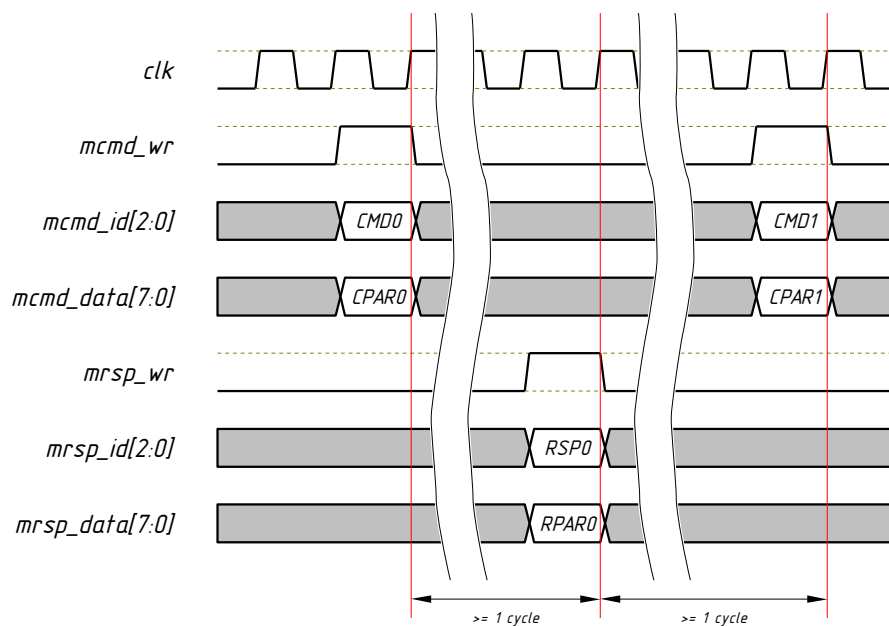 clk
mcmd_wr
mcmd_id[2:0]
CMD0
CMD1
mcmd_data[7:0]
CPAR0
CPAR1
mrsp_wr
mrsp_id[2:0]
RSP0
mrsp_data[7:0]
RPAR0
>= 1 cycle
>= 1 cycle